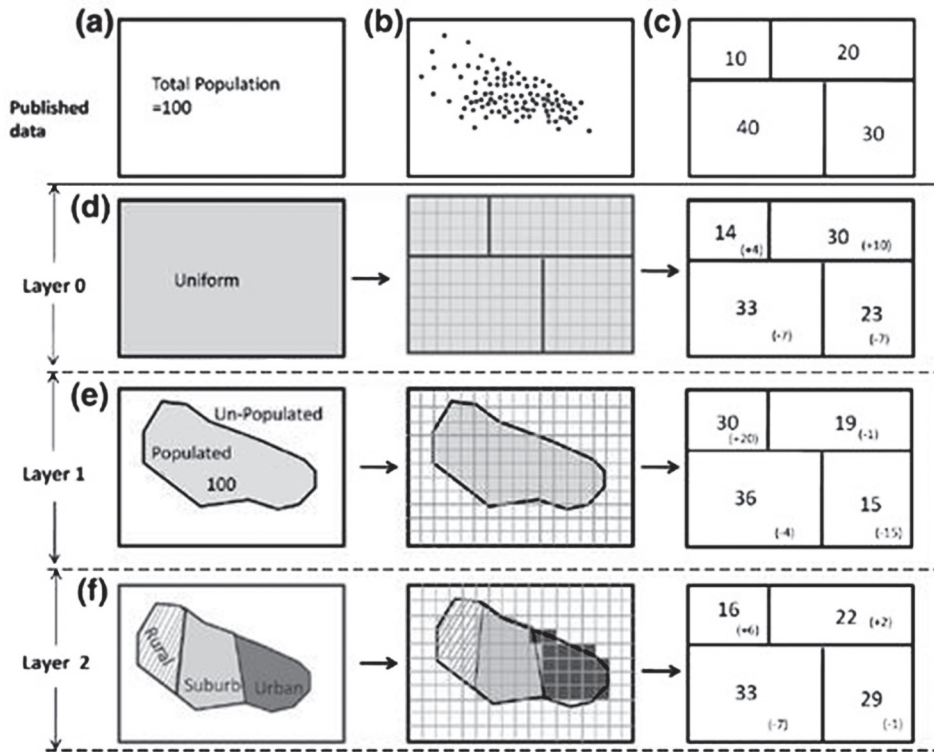 (a)
(b)
(c)
Published
data
Total Population
=100
10
20
40
30
(d)
Layer 0
Uniform
14
(+4)
30
(+10)
33
(-7)
23
(-7)
(e)
Layer 1
Un-Populated
Populated
100
30
(+20)
19
(-1)
36
(-4)
15
(-15)
(f)
Layer 2
Rural
Suburb
Urban
16
(+6)
22
(+2)
33
(-7)
29
(-1)